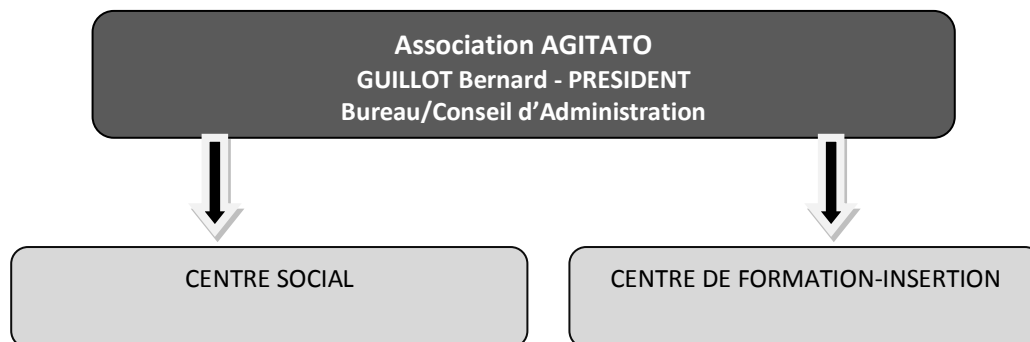 Association AGITATO
GUILLOT Bernard - PRESIDENT
Bureau/Conseil d’Administration
CENTRE SOCIAL
CENTRE DE FORMATION-INSERTION